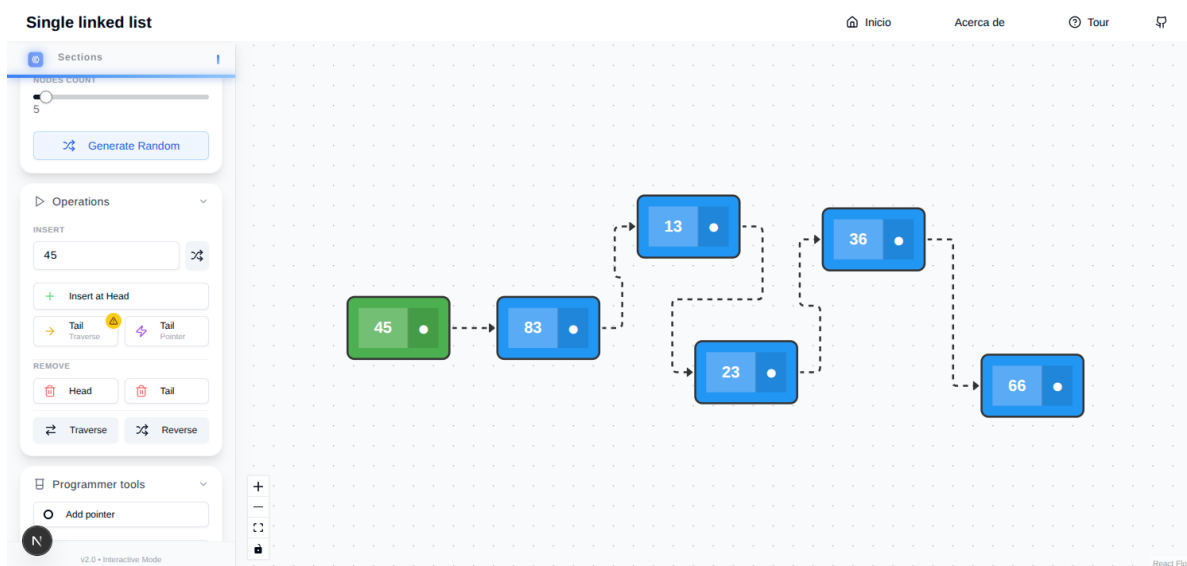 Single linked list
Inicio
Acerca de
Tour
Sections
NODES COUNT
5
Generate Random
Operations
INSERT
45
Insert at Head
Tail
Traverse
Tail
Pointer
REMOVE
Head
Tail
Traverse
Reverse
Programmer tools
Add pointer
N
v2.0 • Interactive Mode
13
36
45
83
23
66
React Flo